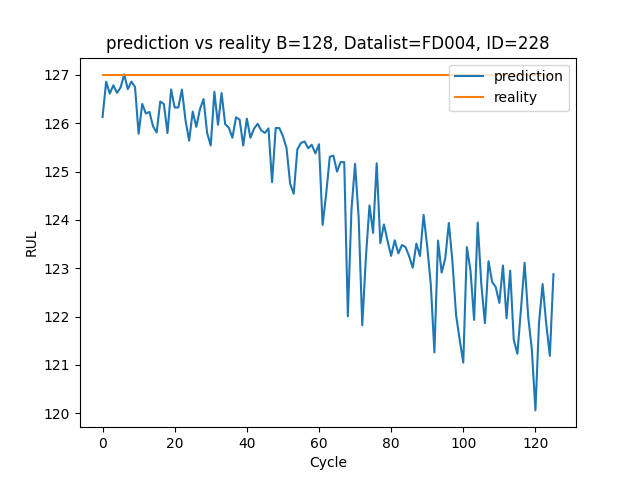 prediction vs reality B=128, Datalist=FD004, ID=228
127
126
125
124
123
122
121
120
RUL
prediction
reality
0 20 40 60 80 100 120
Cycle